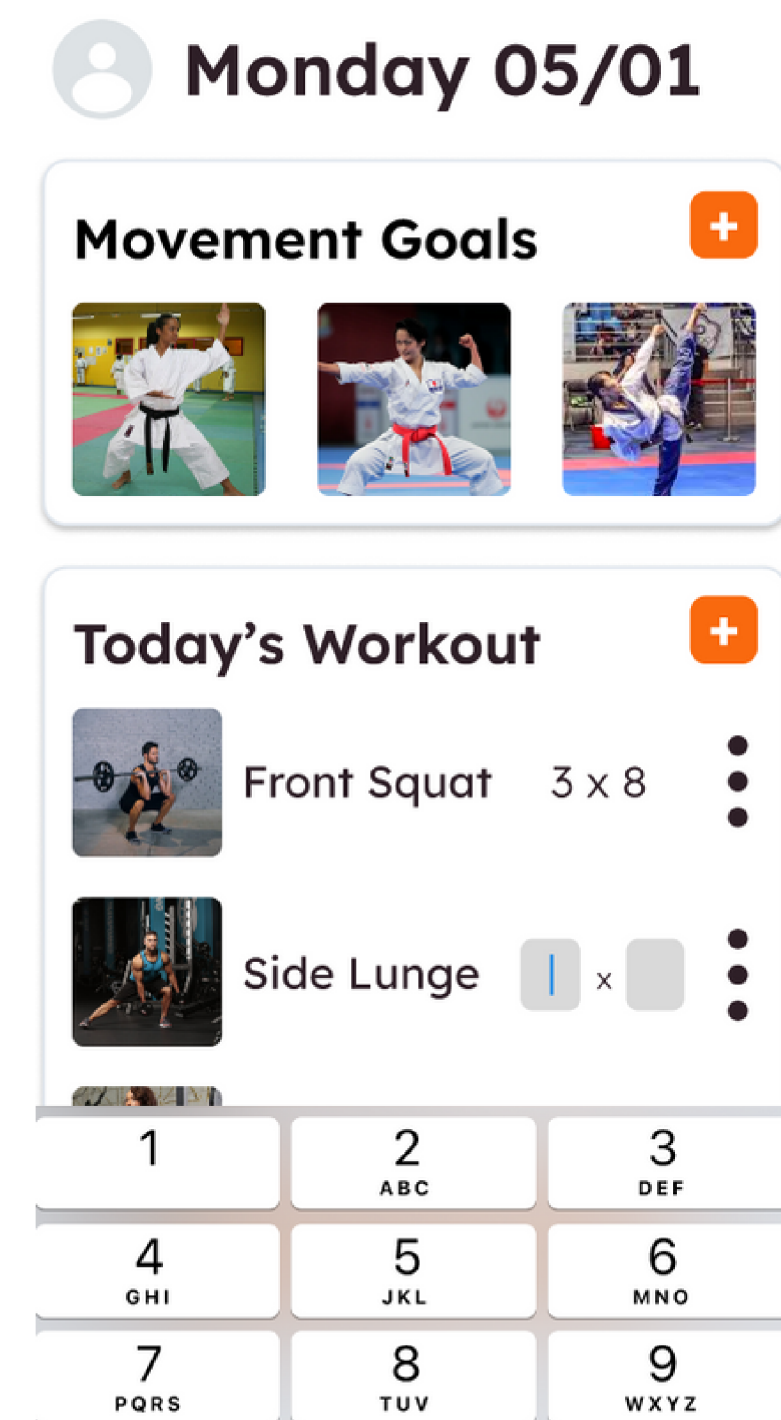 Monday 05/01
Movement Goals
+
Today’s Workout
+
Front Squat 3 x 8
Side Lunge x
1 2 3
ABC DEF
4 5 6
GHI JKL MNO
7 8 9
PQRS TUV WXYZ